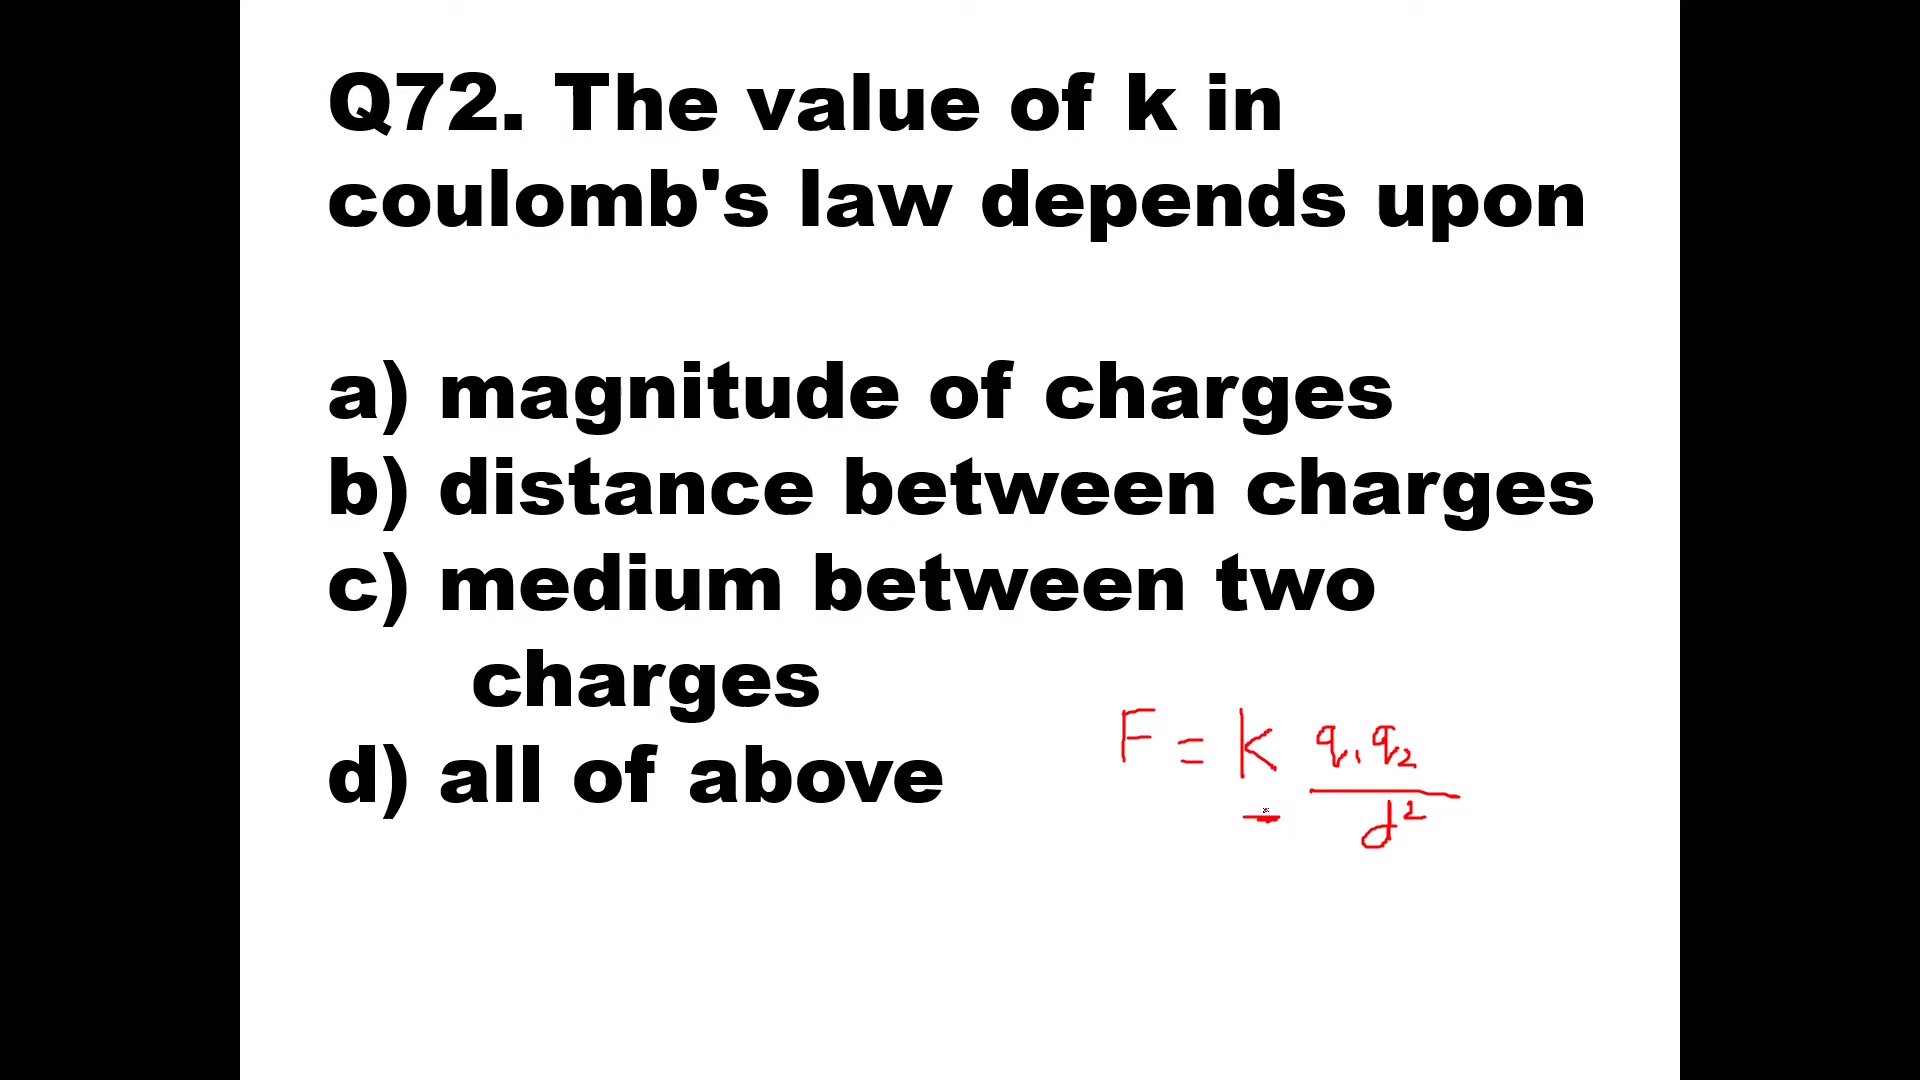 Q72. The value of k in
coulomb's law depends upon
a) magnitude of charges
b) distance between charges
c) medium between two
charges
d) all of above
F = k q₁q₂
d²